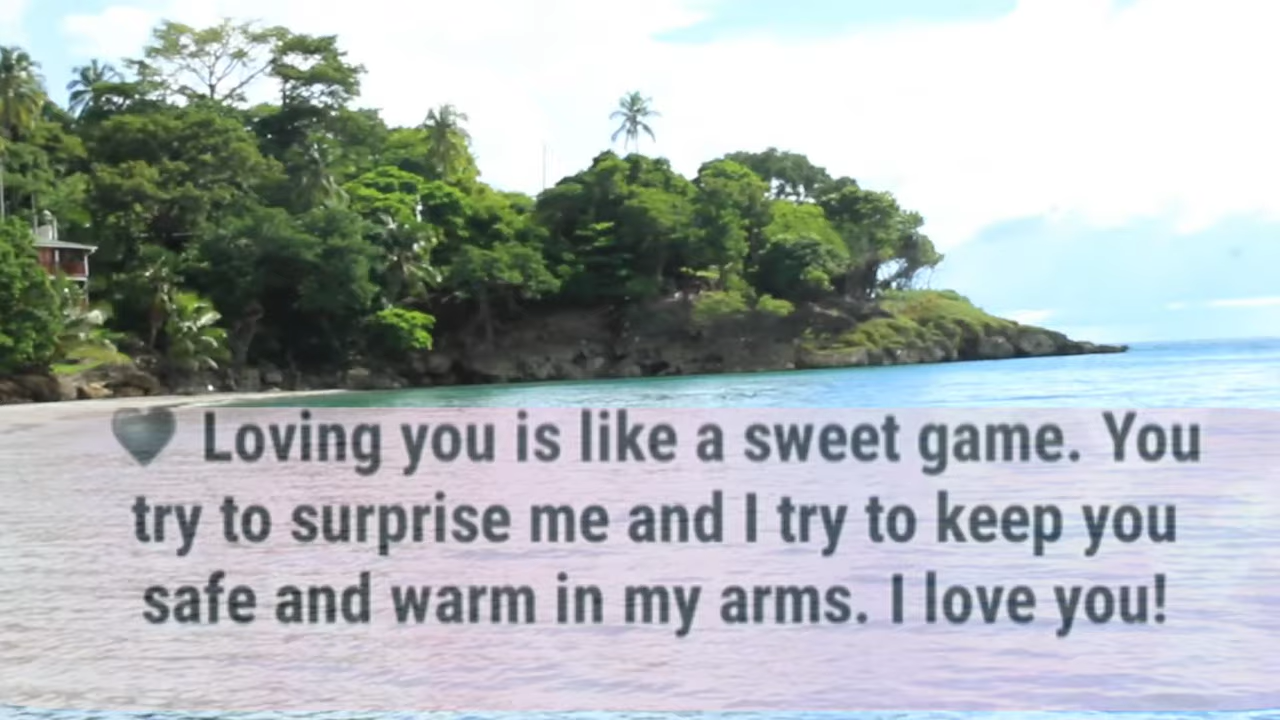 🖤 Loving you is like a sweet game. You
try to surprise me and I try to keep you
safe and warm in my arms. I love you!